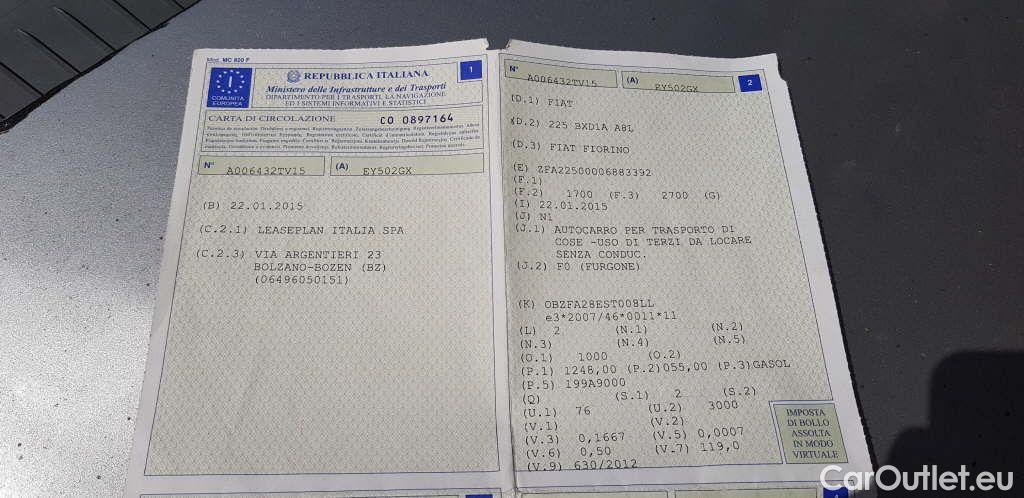 Mod. MC 820 F
1
REPUBBLICA ITALIANA
Ministero delle Infrastrutture e dei Trasporti
DIPARTIMENTO PER I TRASPORTI, LA NAVIGAZIONE
ED I SISTEMI INFORMATIVI E STATISTICI
I
COMUNITÀ
EUROPEA
CARTA DI CIRCOLAZIONE CO 0897164
N° A006432TV15 (A) EY502GX
(B) 22.01.2015
(C.2.1) LEASEPLAN ITALIA SPA
(C.2.3) VIA ARGENTIERI 23
BOLZANO-BOZEN (BZ)
(06496050151)
N° A006432TV15 (A) EY502GX
2
(D.1) FIAT
(D.2) 225 BXD1A A8L
(D.3) FIAT FIORINO
(E) ZFA22500006883392
(F.1)
(F.2) 1700 (F.3) 2700 (G)
(I) 22.01.2015
(J) N1
(J.1) AUTOCARRO PER TRASPORTO DI
COSE -USO DI TERZI DA LOCARE
SENZA CONDUC.
(J.2) F0 (FURGONE)
(K) OBZFA28EST008LL
e3*2007/46*0011*11
(L) 2 (N.1) (N.2)
(N.3) (N.4) (N.5)
(O.1) 1000 (O.2)
(P.1) 1248,00 (P.2)055,00 (P.3)GASOL
(P.5) 199A9000
(Q) (S.1) 2 (S.2)
(U.1) 76 (U.2) 3000
(V.1) (V.2)
(V.3) 0,1667 (V.5) 0,0007
(V.6) 0,50 (V.7) 119,0
(V.9) 630/2012
IMPOSTA
DI BOLLO
ASSOLTA
IN MODO
VIRTUALE
CarOutlet.eu